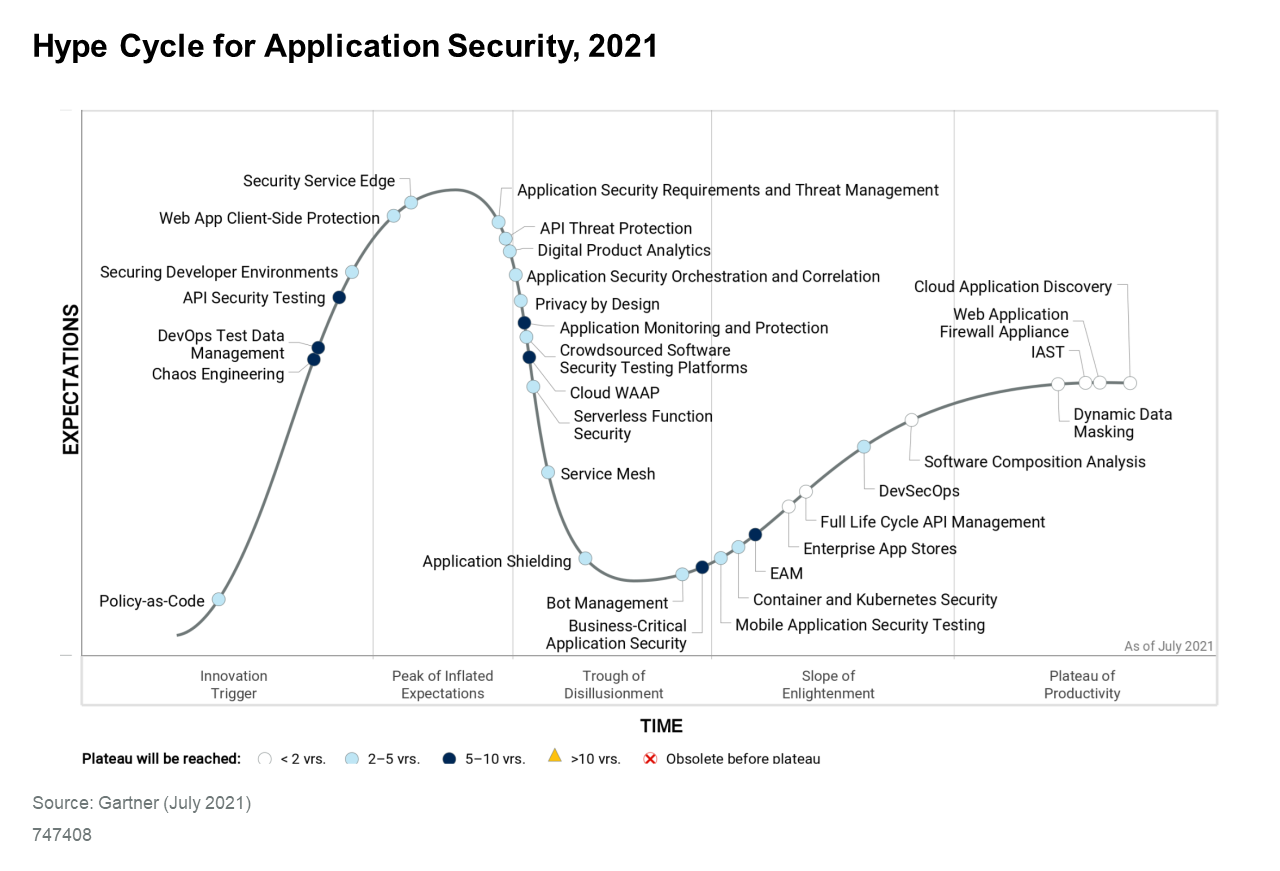 Hype Cycle for Application Security, 2021
EXPECTATIONS
Security Service Edge
Web App Client-Side Protection
Securing Developer Environments
API Security Testing
DevOps Test Data
Management
Chaos Engineering
Policy-as-Code
Application Security Requirements and Threat Management
API Threat Protection
Digital Product Analytics
Application Security Orchestration and Correlation
Privacy by Design
Application Monitoring and Protection
Crowdsourced Software
Security Testing Platforms
Cloud WAAP
Serverless Function
Security
Service Mesh
Application Shielding
Bot Management
Business-Critical
Application Security
Mobile Application Security Testing
Container and Kubernetes Security
EAM
Enterprise App Stores
Full Life Cycle API Management
DevSecOps
Software Composition Analysis
Dynamic Data
Masking
IAST
Web Application
Firewall Appliance
Cloud Application Discovery
As of July 2021
Innovation
Trigger
Peak of Inflated
Expectations
Trough of
Disillusionment
Slope of
Enlightenment
Plateau of
Productivity
TIME
Plateau will be reached: < 2 yrs. 2–5 yrs. 5–10 yrs. >10 yrs. Obsolete before plateau
Source: Gartner (July 2021)
747408